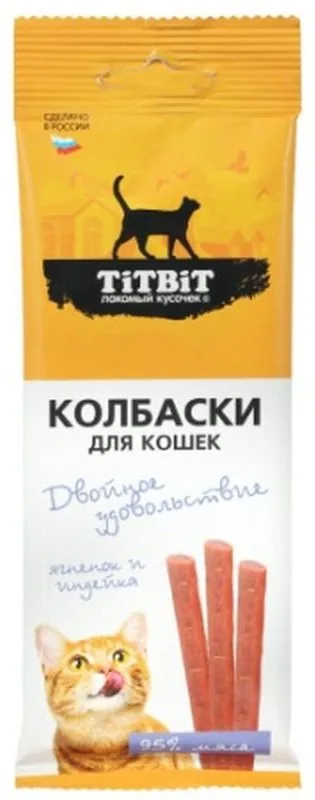 СДЕЛАНО
В РОССИИ
TiTBiT
лакомый кусочек ®
КОЛБАСКИ
ДЛЯ КОШЕК
Двойное
удовольствие
ягненок и
индейка
95% мяса